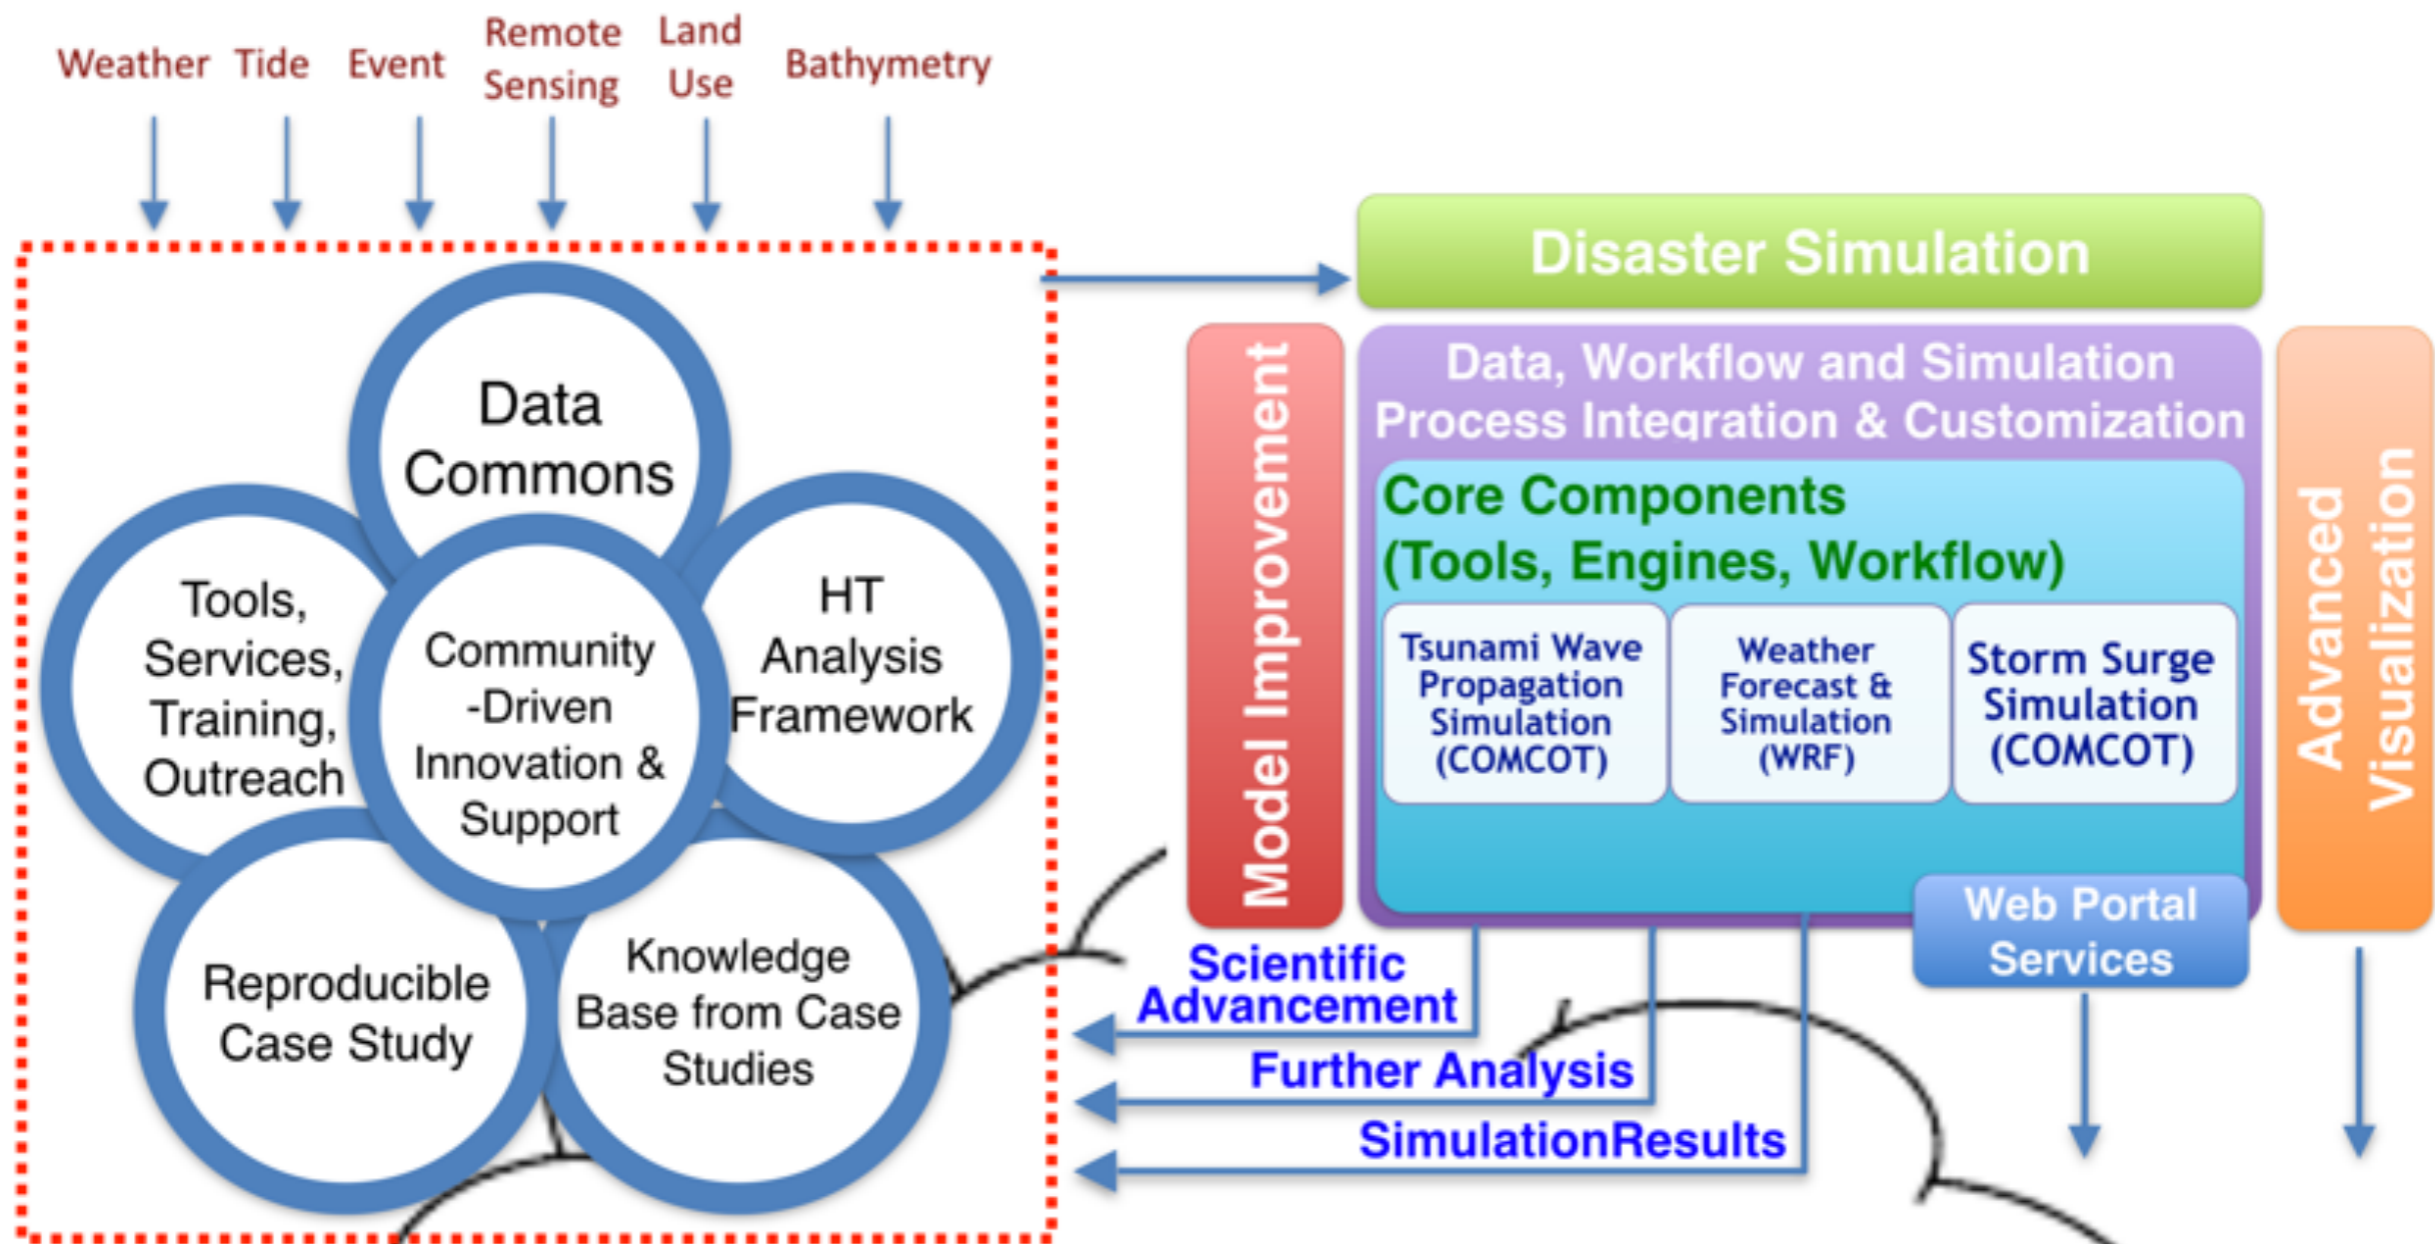 Weather
Tide
Event
Remote
Sensing
Land
Use
Bathymetry
Data
Commons
Tools,
Services,
Training,
Outreach
Community
-Driven
Innovation &
Support
HT
Analysis
Framework
Reproducible
Case Study
Knowledge
Base from Case
Studies
Disaster Simulation
Model Improvement
Data, Workflow and Simulation
Process Integration & Customization
Core Components
(Tools, Engines, Workflow)
Tsunami Wave
Propagation
Simulation
(COMCOT)
Weather
Forecast &
Simulation
(WRF)
Storm Surge
Simulation
(COMCOT)
Advanced
Visualization
Web Portal
Services
Scientific
Advancement
Further Analysis
SimulationResults